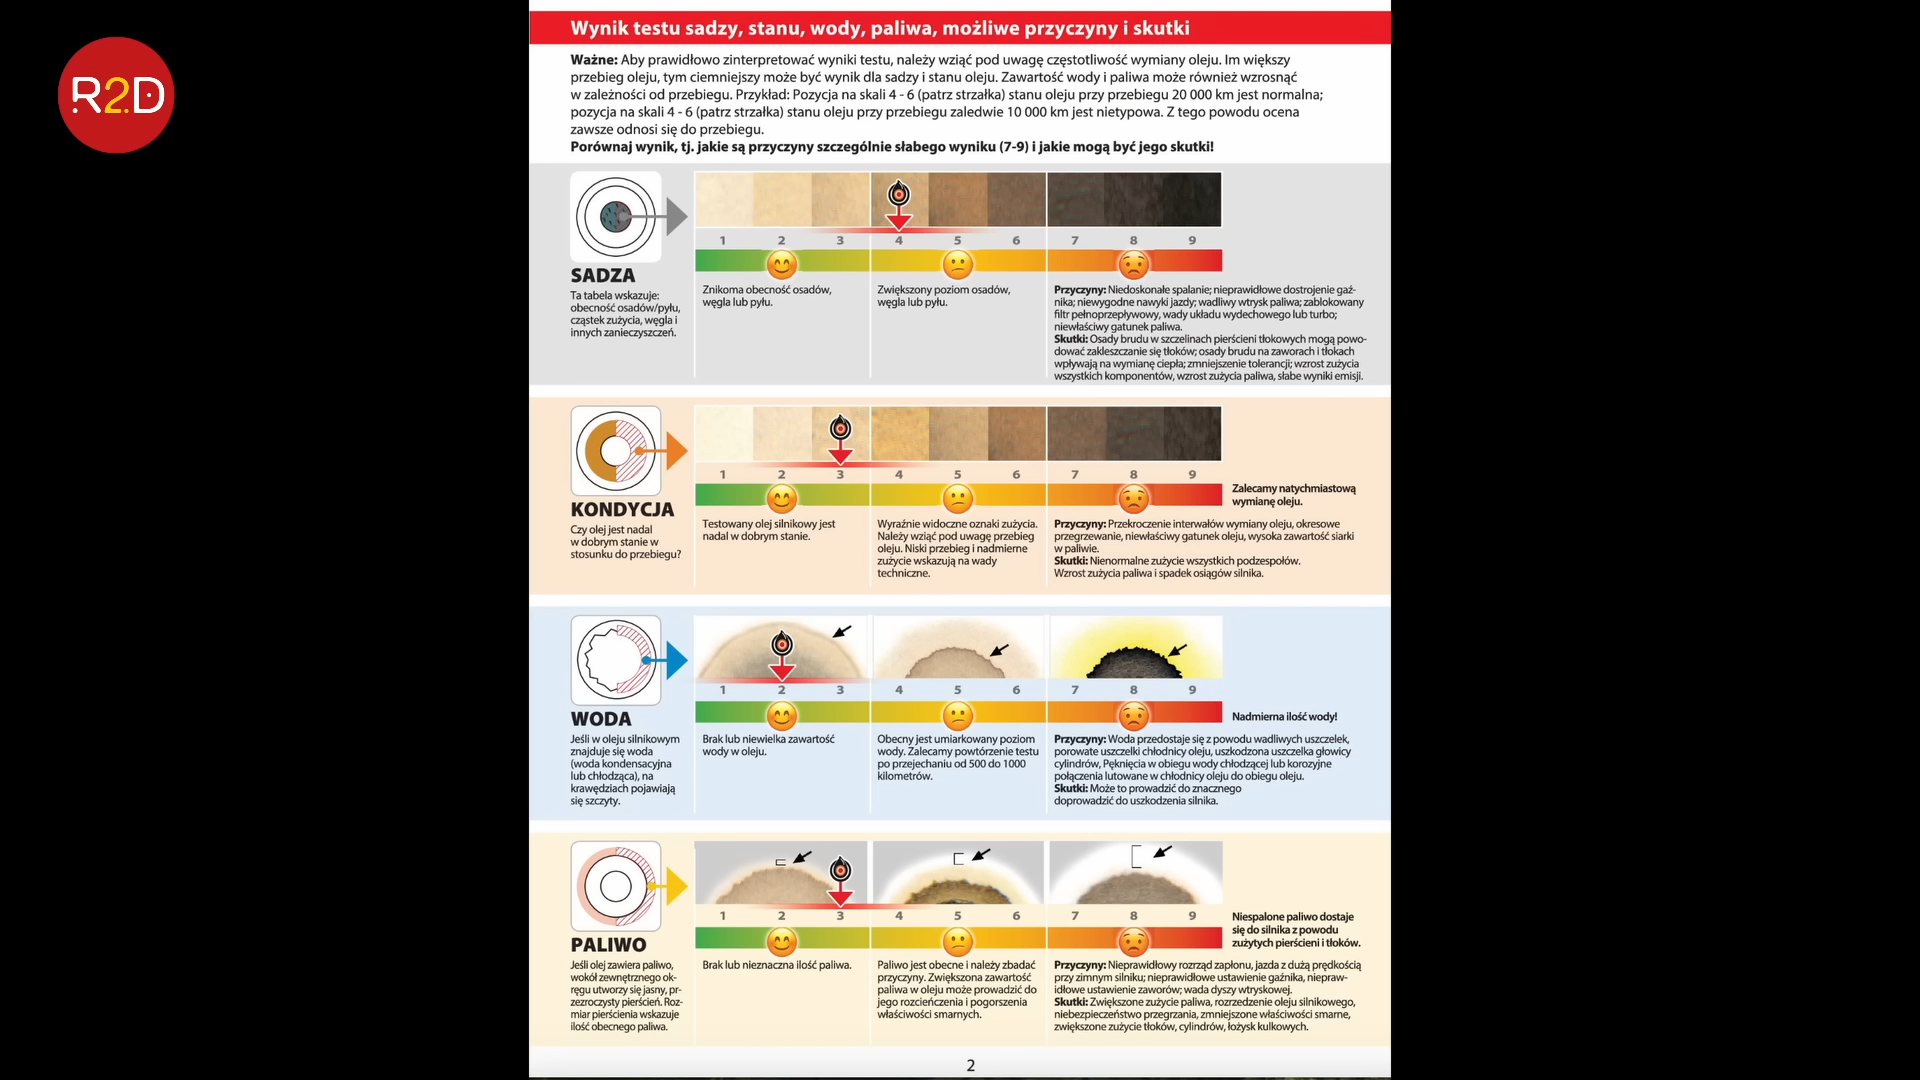 R2D
Wynik testu sadzy, stanu, wody, paliwa, możliwe przyczyny i skutki
Ważne: Aby prawidłowo zinterpretować wyniki testu, należy wziąć pod uwagę częstotliwość wymiany oleju. Im większy
przebieg oleju, tym ciemniejszy może być wynik dla sadzy i stanu oleju. Zawartość wody i paliwa może również wzrosnąć
w zależności od przebiegu. Przykład: Pozycja na skali 4 - 6 (patrz strzałka) stanu oleju przy przebiegu 20 000 km jest normalna;
pozycja na skali 4 - 6 (patrz strzałka) stanu oleju przy przebiegu zaledwie 10 000 km jest nietypowa. Z tego powodu ocena
zawsze odnosi się do przebiegu.
Porównaj wynik, tj. jakie są przyczyny szczególnie słabego wyniku (7-9) i jakie mogą być jego skutki!
1 2 3 4 5 6 7 8 9
SADZA
Ta tabela wskazuje:
obecność osadów/pyłu,
cząstek zużycia, węgla i
innych zanieczyszczeń.
Znikoma obecność osadów,
węgla lub pyłu.
Zwiększony poziom osadów,
węgla lub pyłu.
Przyczyny: Niedoskonałe spalanie; nieprawidłowe dostrojenie gaź-
nika; niewygodne nawyki jazdy; wadliwy wtrysk paliwa; zablokowany
filtr pełnoprzepływowy, wady układu wydechowego lub turbo;
niewłaściwy gatunek paliwa.
Skutki: Osady brudu w szczelinach pierścieni tłokowych mogą powo-
dować zakleszczanie się tłoków; osady brudu na zaworach i tłokach
wpływają na wymianę ciepła; zmniejszenie tolerancji; wzrost zużycia
wszystkich komponentów, wzrost zużycia paliwa, słabe wyniki emisji.
1 2 3 4 5 6 7 8 9
KONDYCJA
Czy olej jest nadal
w dobrym stanie w
stosunku do przebiegu?
Testowany olej silnikowy jest
nadal w dobrym stanie.
Wyraźnie widoczne oznaki zużycia.
Należy wziąć pod uwagę przebieg
oleju. Niski przebieg i nadmierne
zużycie wskazują na wady
techniczne.
Zalecamy natychmiastową
wymianę oleju.
Przyczyny: Przekroczenie interwałów wymiany oleju, okresowe
przegrzewanie, niewłaściwy gatunek oleju, wysoka zawartość siarki
w paliwie.
Skutki: Nienormalne zużycie wszystkich podzespołów.
Wzrost zużycia paliwa i spadek osiągów silnika.
1 2 3 4 5 6 7 8 9
WODA
Jeśli w oleju silnikowym
znajduje się woda
(woda kondensacyjna
lub chłodząca), na
krawędziach pojawiają
się szczyty.
Brak lub niewielka zawartość
wody w oleju.
Obecny jest umiarkowany poziom
wody. Zalecamy powtórzenie testu
po przejechaniu od 500 do 1000
kilometrów.
Nadmierna ilość wody!
Przyczyny: Woda przedostaje się z powodu wadliwych uszczelek,
porowate uszczelki chłodnicy oleju, uszkodzona uszczelka głowicy
cylindrów, Pęknięcia w obiegu wody chłodzącej lub korozyjne
połączenia lutowane w chłodnicy oleju do obiegu oleju.
Skutki: Może to prowadzić do znacznego
doprowadzić do uszkodzenia silnika.
1 2 3 4 5 6 7 8 9
PALIWO
Jeśli olej zawiera paliwo,
wokół zewnętrznego ok-
ręgu utworzy się jasny, pr-
zezroczysty pierścień. Roz-
miar pierścienia wskazuje
ilość obecnego paliwa.
Brak lub nieznaczna ilość paliwa.
Paliwo jest obecne i należy zbadać
przyczyny. Zwiększona zawartość
paliwa w oleju może prowadzić do
jego rozcieńczenia i pogorszenia
właściwości smarnych.
Niespalone paliwo dostaje
się do silnika z powodu
zużytych pierścieni i tłoków.
Przyczyny: Nieprawidłowy rozrząd zapłonu, jazda z dużą prędkością
przy zimnym silniku; nieprawidłowe ustawienie gaźnika, niepraw-
idłowe ustawienie zaworów; wada dyszy wtryskowej.
Skutki: Zwiększone zużycie paliwa, rozrzedzenie oleju silnikowego,
niebezpieczeństwo przegrzania, zmniejszone właściwości smarne,
zwiększone zużycie tłoków, cylindrów, łożysk kulkowych.
2